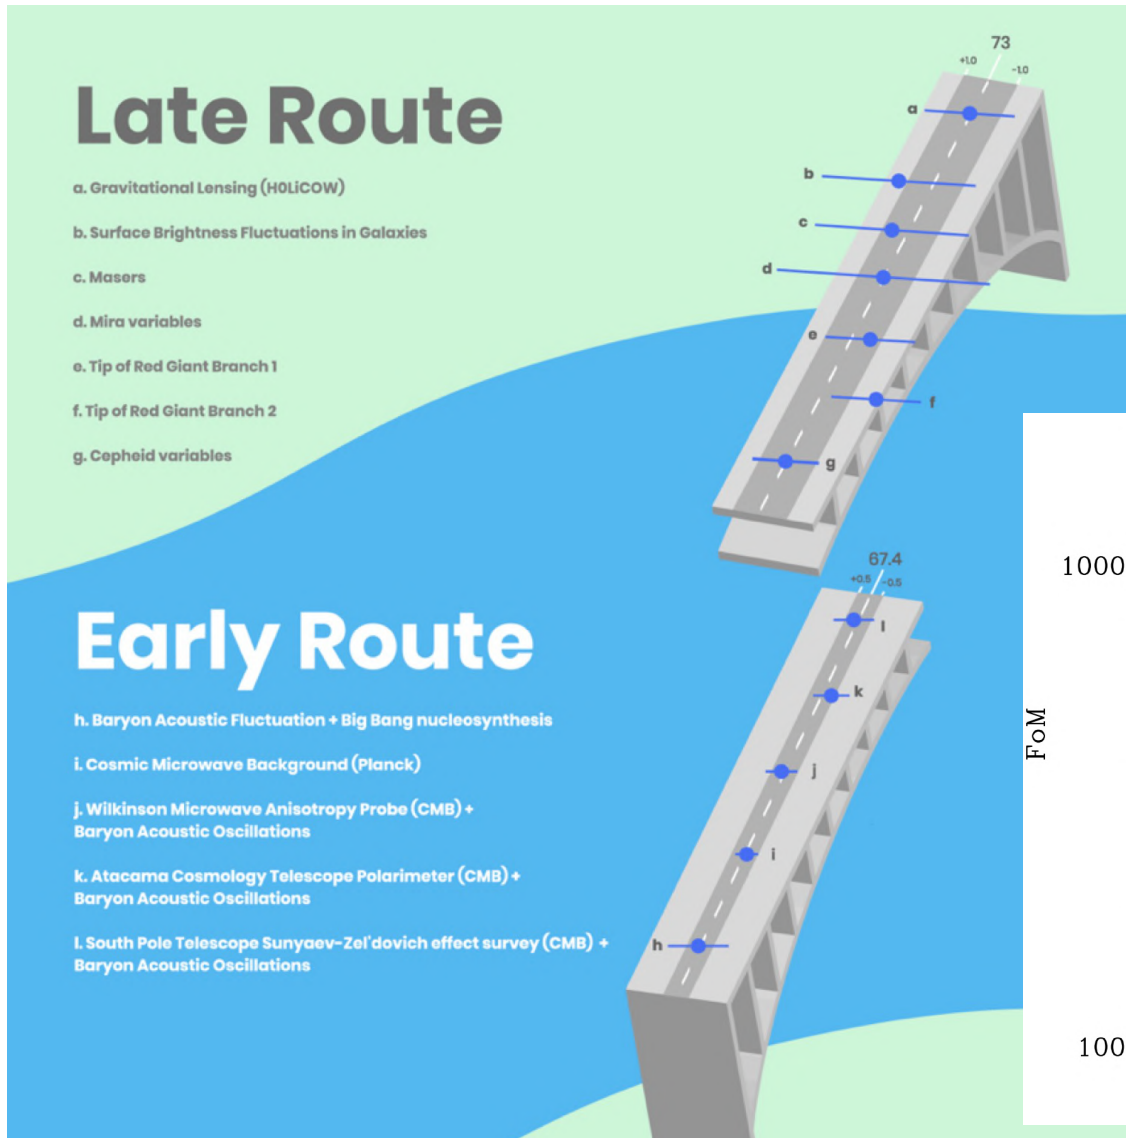 Late Route
a. Gravitational Lensing (H0LiCOW)
b. Surface Brightness Fluctuations in Galaxies
c. Masers
d. Mira variables
e. Tip of Red Giant Branch 1
f. Tip of Red Giant Branch 2
g. Cepheid variables
73
+1.0
-1.0
a
b
c
d
e
f
g
Early Route
h. Baryon Acoustic Fluctuation + Big Bang nucleosynthesis
i. Cosmic Microwave Background (Planck)
j. Wilkinson Microwave Anisotropy Probe (CMB) +
Baryon Acoustic Oscillations
k. Atacama Cosmology Telescope Polarimeter (CMB) +
Baryon Acoustic Oscillations
l. South Pole Telescope Sunyaev-Zel'dovich effect survey (CMB) +
Baryon Acoustic Oscillations
67.4
+0.5
-0.5
l
k
j
i
h
1000
FoM
100